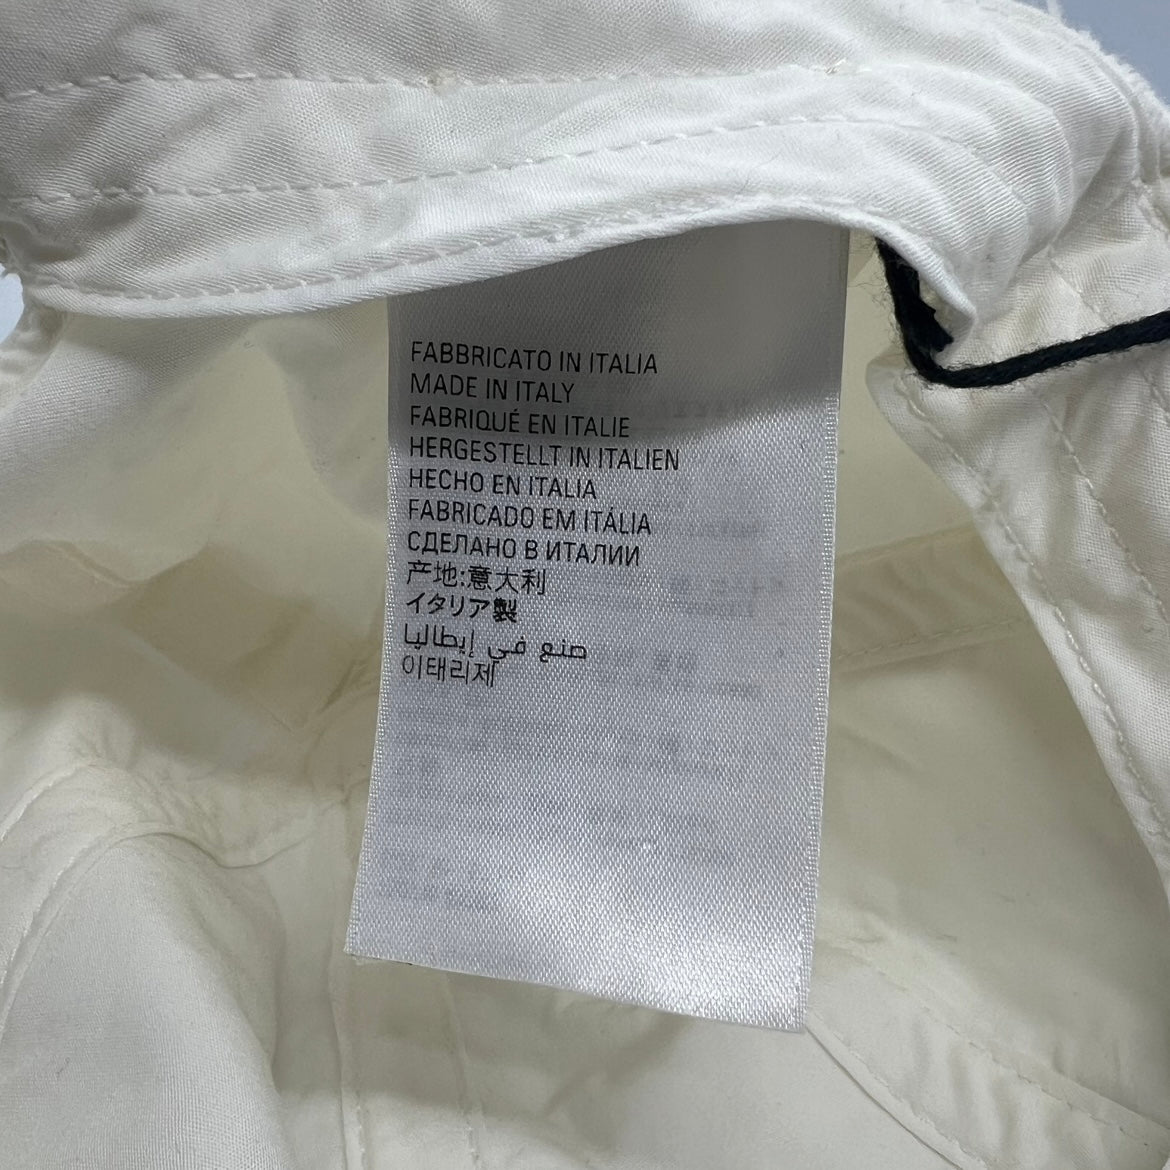 FABBRICATO IN ITALIA
MADE IN ITALY
FABRIQUÉ EN ITALIE
HERGESTELLT IN ITALIEN
HECHO EN ITALIA
FABRICADO EM ITÁLIA
СДЕЛАНО В ИТАЛИИ
产地:意大利
イタリア製
صنع في إيطاليا
이태리제